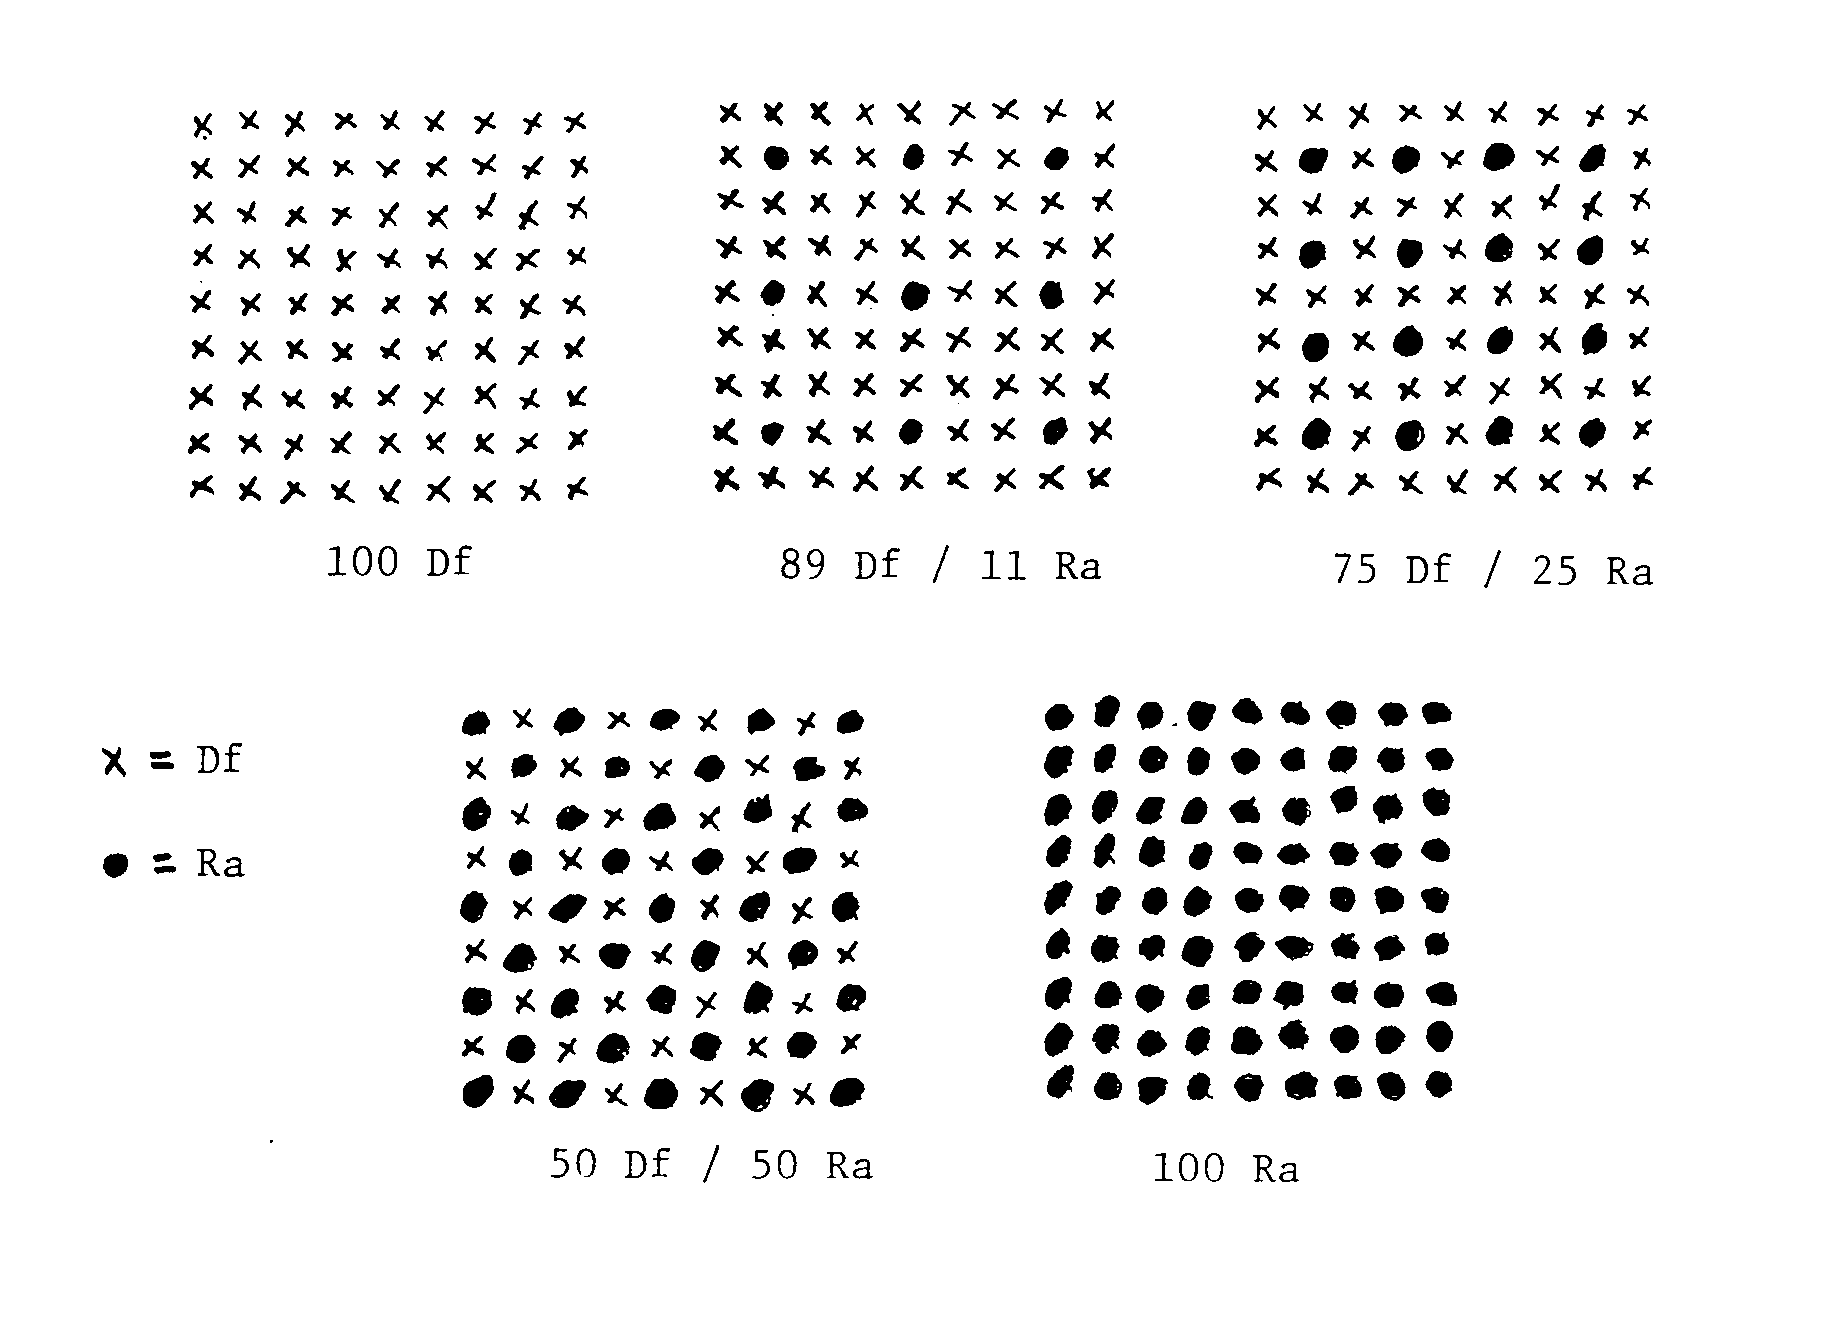 100 Df
89 Df / 11 Ra
75 Df / 25 Ra
x = Df
● = Ra
50 Df / 50 Ra
100 Ra